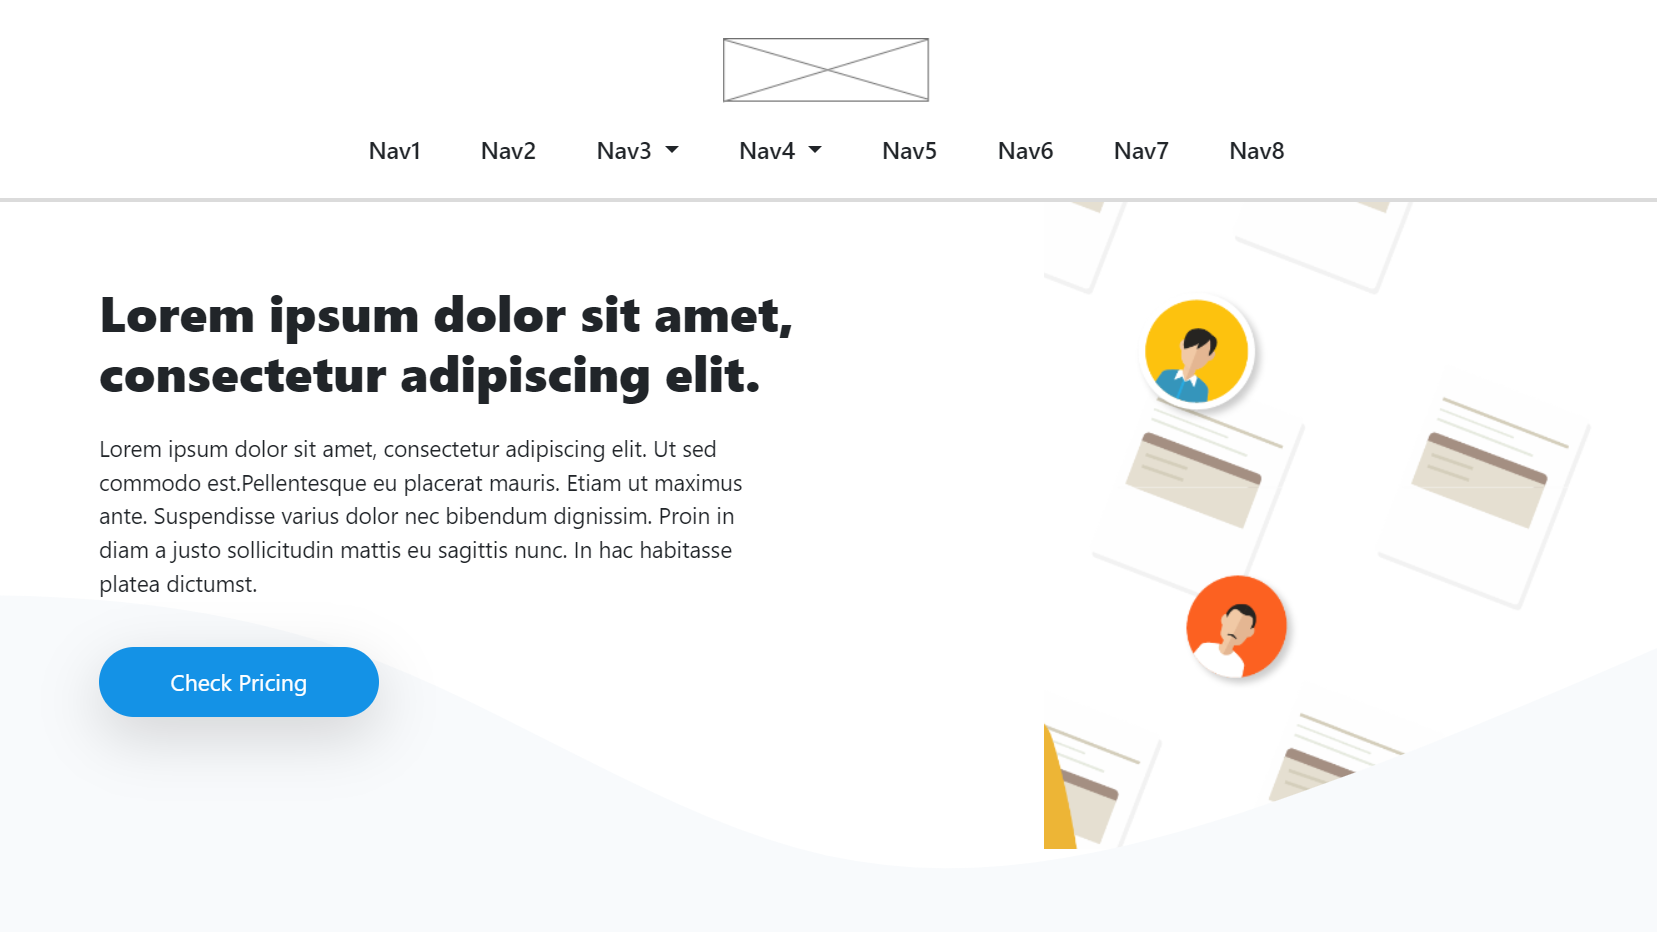 Nav1 Nav2 Nav3 Nav4 Nav5 Nav6 Nav7 Nav8
Lorem ipsum dolor sit amet,
consectetur adipiscing elit.
Lorem ipsum dolor sit amet, consectetur adipiscing elit. Ut sed
commodo est.Pellentesque eu placerat mauris. Etiam ut maximus
ante. Suspendisse varius dolor nec bibendum dignissim. Proin in
diam a justo sollicitudin mattis eu sagittis nunc. In hac habitasse
platea dictumst.
Check Pricing